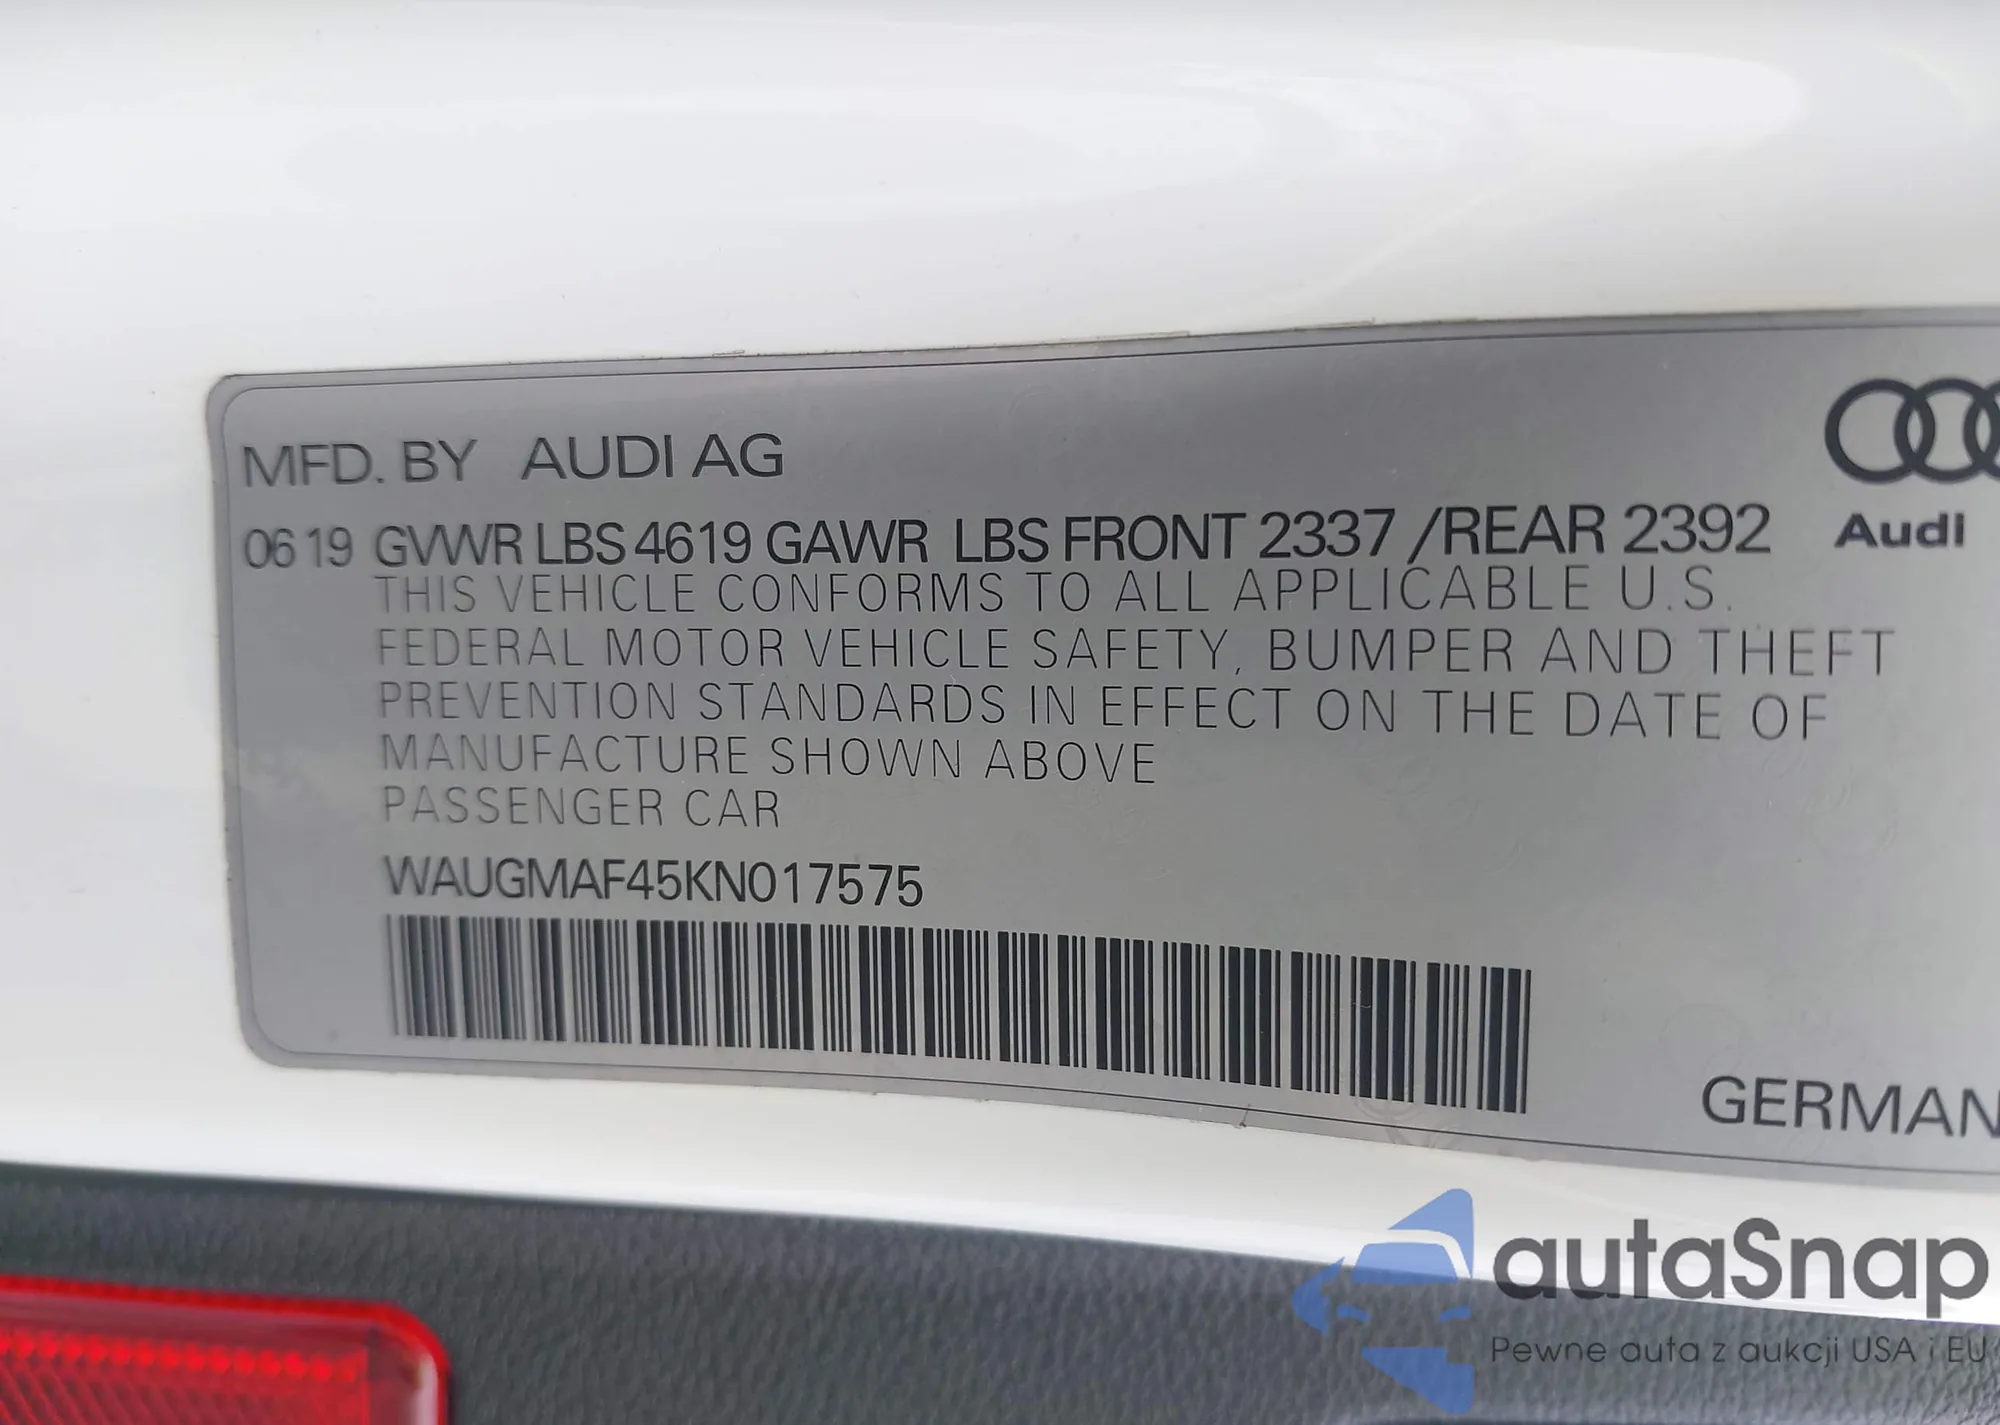 MFD. BY AUDI AG
06 19 GVWR LBS 4619 GAWR LBS FRONT 2337 /REAR 2392
Audi
THIS VEHICLE CONFORMS TO ALL APPLICABLE U.S.
FEDERAL MOTOR VEHICLE SAFETY, BUMPER AND THEFT
PREVENTION STANDARDS IN EFFECT ON THE DATE OF
MANUFACTURE SHOWN ABOVE
PASSENGER CAR
WAUGMAF45KN017575
GERMAN
autaSnap
Pewne auta z aukcji USA i EU